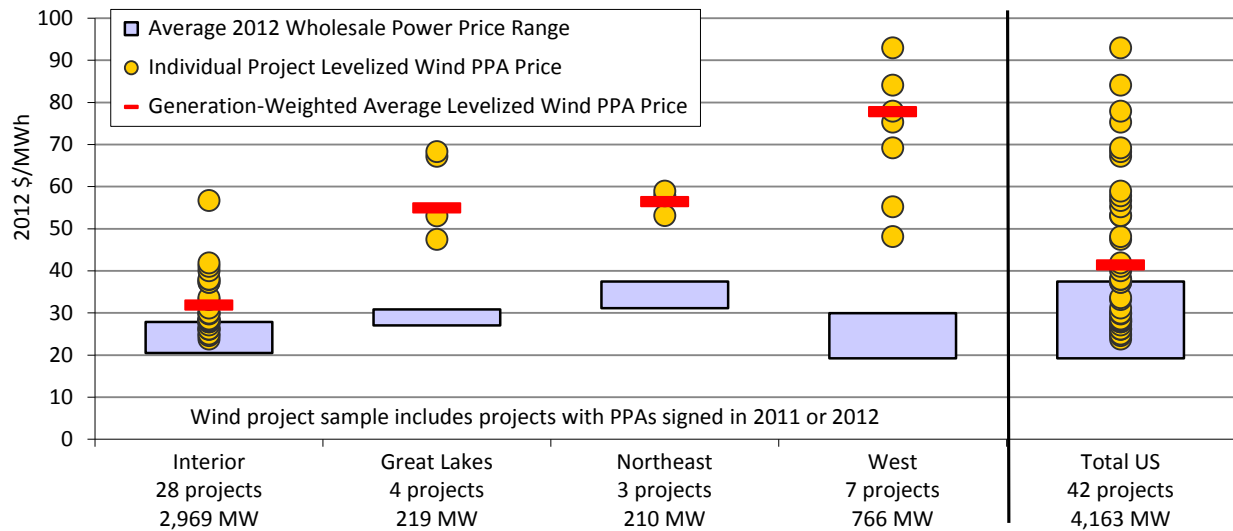 100
90
80
70
60
50
40
30
20
10
0
2012 $/MWh
Average 2012 Wholesale Power Price Range
Individual Project Levelized Wind PPA Price
Generation-Weighted Average Levelized Wind PPA Price
Wind project sample includes projects with PPAs signed in 2011 or 2012
Interior
28 projects
2,969 MW
Great Lakes
4 projects
219 MW
Northeast
3 projects
210 MW
West
7 projects
766 MW
Total US
42 projects
4,163 MW